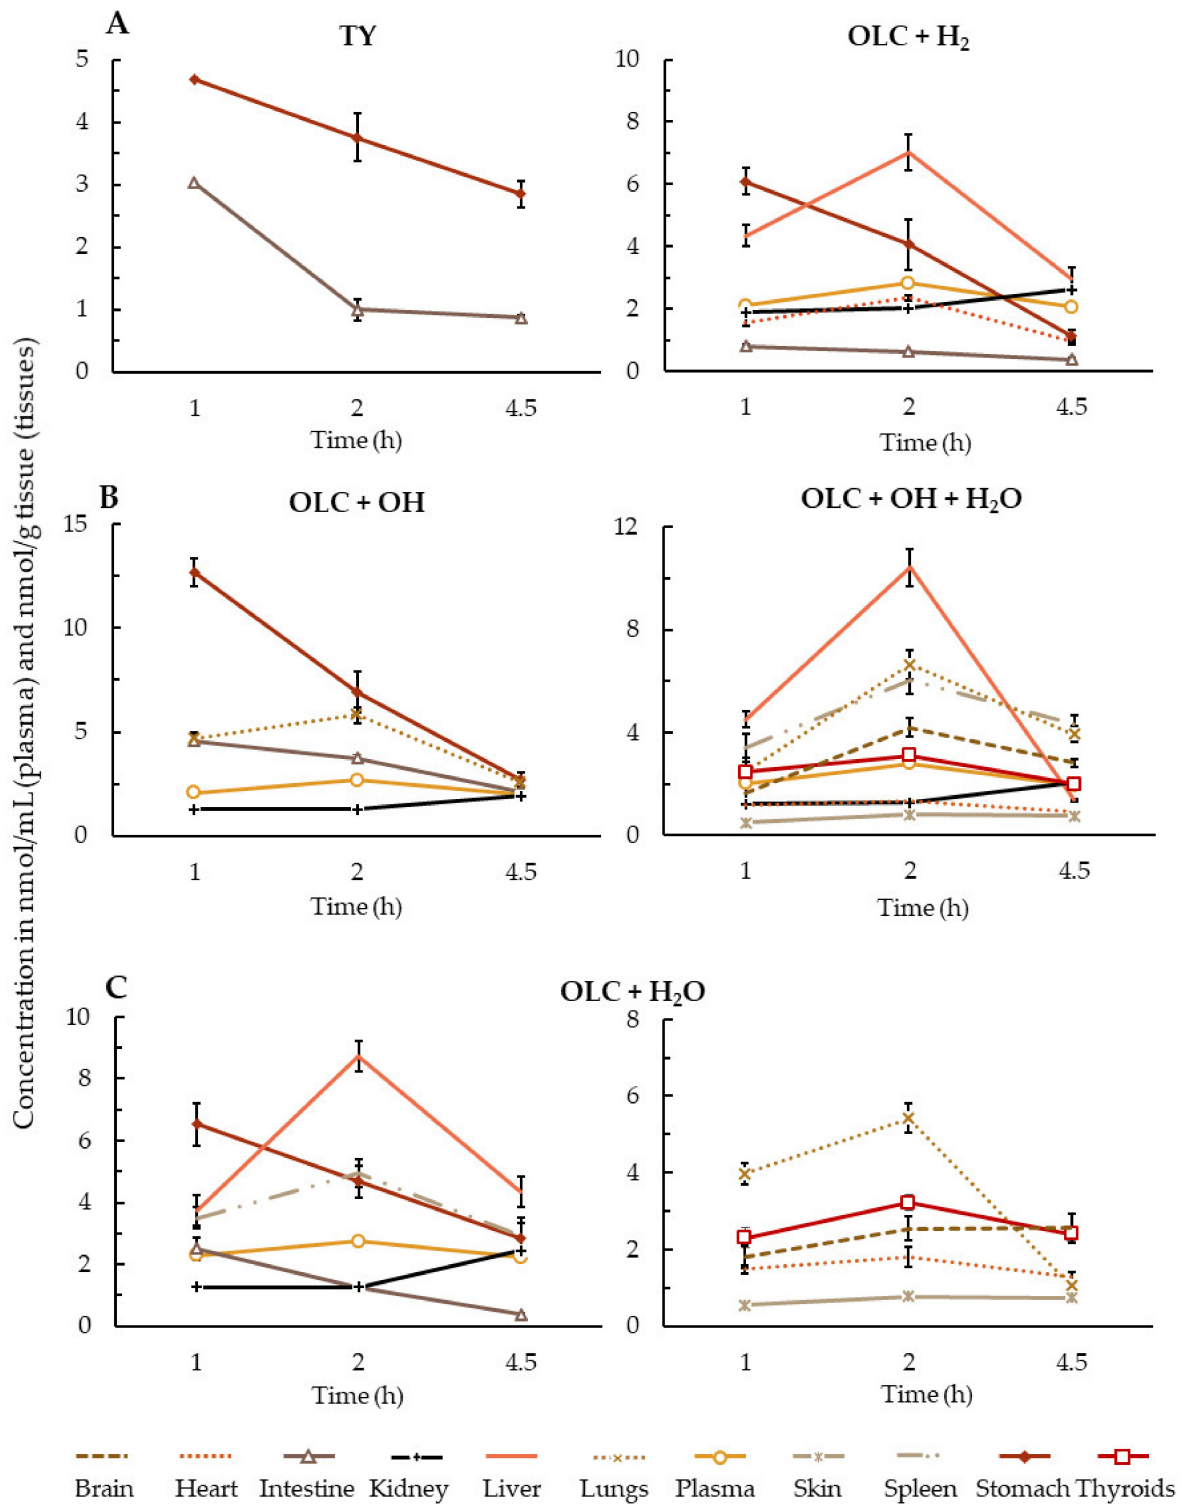 Concentration in nmol/mL (plasma) and nmol/g tissue (tissues)
A
TY
5
4
3
2
1
0
1 2 4.5
Time (h)
OLC + H₂
10
8
6
4
2
0
1 2 4.5
Time (h)
B
OLC + OH
15
10
5
0
1 2 4.5
Time (h)
OLC + OH + H₂O
12
8
4
0
1 2 4.5
Time (h)
C
OLC + H₂O
10
8
6
4
2
0
1 2 4.5
Time (h)
8
6
4
2
0
1 2 4.5
Time (h)
Brain Heart Intestine Kidney Liver Lungs Plasma Skin Spleen Stomach Thyroids